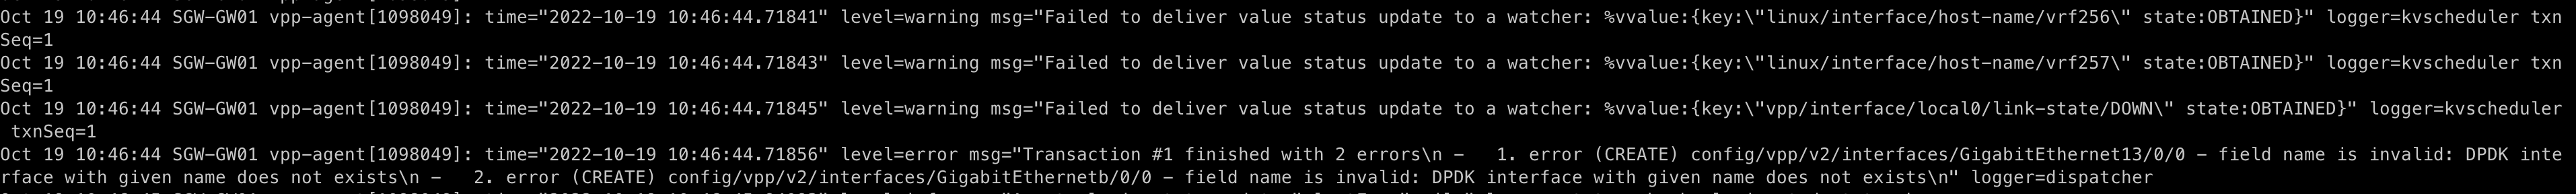 Oct 19 10:46:44 SGW-GW01 vpp-agent[1098049]: time="2022-10-19 10:46:44.71841" level=warning msg="Failed to deliver value status update to a watcher: %vvalue:{key:\"linux/interface/host-name/vrf256\" state:OBTAINED}" logger=kvscheduler txn
Seq=1
Oct 19 10:46:44 SGW-GW01 vpp-agent[1098049]: time="2022-10-19 10:46:44.71843" level=warning msg="Failed to deliver value status update to a watcher: %vvalue:{key:\"linux/interface/host-name/vrf257\" state:OBTAINED}" logger=kvscheduler txn
Seq=1
Oct 19 10:46:44 SGW-GW01 vpp-agent[1098049]: time="2022-10-19 10:46:44.71845" level=warning msg="Failed to deliver value status update to a watcher: %vvalue:{key:\"vpp/interface/local0/link-state/DOWN\" state:OBTAINED}" logger=kvscheduler
 txnSeq=1
Oct 19 10:46:44 SGW-GW01 vpp-agent[1098049]: time="2022-10-19 10:46:44.71856" level=error msg="Transaction #1 finished with 2 errors\n -   1. error (CREATE) config/vpp/v2/interfaces/GigabitEthernet13/0/0 - field name is invalid: DPDK inte
rface with given name does not exists\n -   2. error (CREATE) config/vpp/v2/interfaces/GigabitEthernetb/0/0 - field name is invalid: DPDK interface with given name does not exists\n" logger=dispatcher